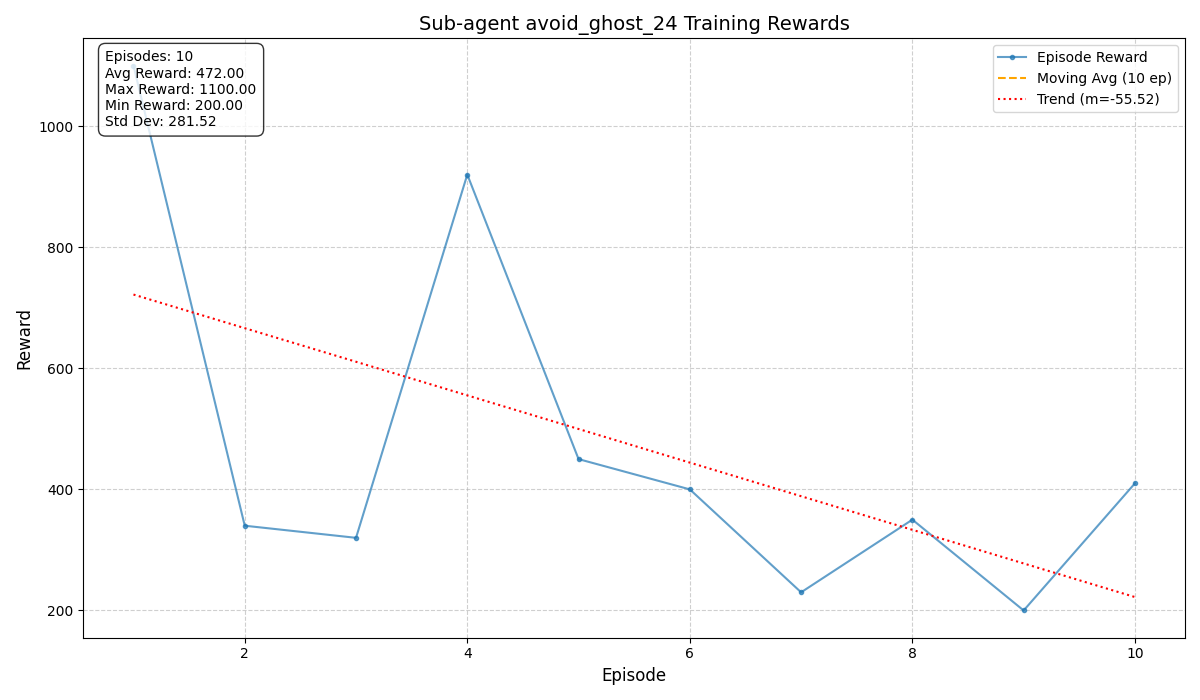 Sub-agent avoid_ghost_24 Training Rewards
Episodes: 10
Avg Reward: 472.00
Max Reward: 1100.00
Min Reward: 200.00
Std Dev: 281.52
Episode Reward
Moving Avg (10 ep)
Trend (m=-55.52)
1000
800
600
400
200
Reward
2
4
6
8
10
Episode